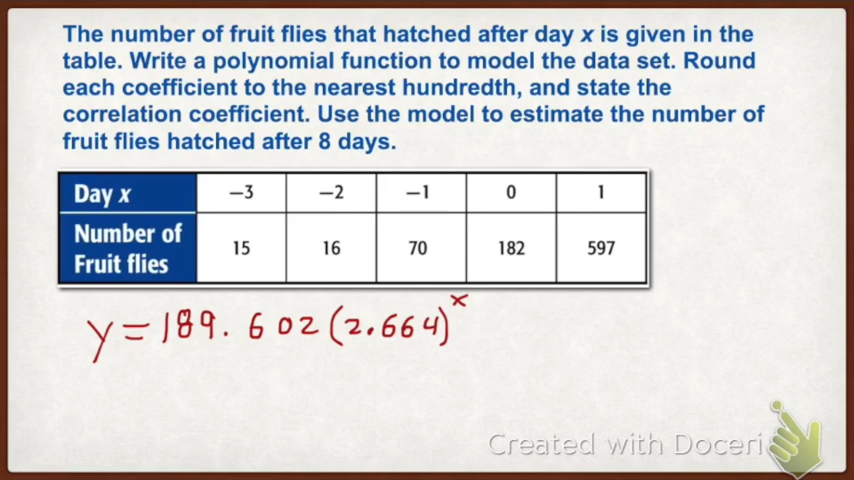 The number of fruit flies that hatched after day x is given in the
table. Write a polynomial function to model the data set. Round
each coefficient to the nearest hundredth, and state the
correlation coefficient. Use the model to estimate the number of
fruit flies hatched after 8 days.
Day x −3 −2 −1 0 1
Number of Fruit flies 15 16 70 182 597
y = 189.602(2.664)^x
Created with Doceri